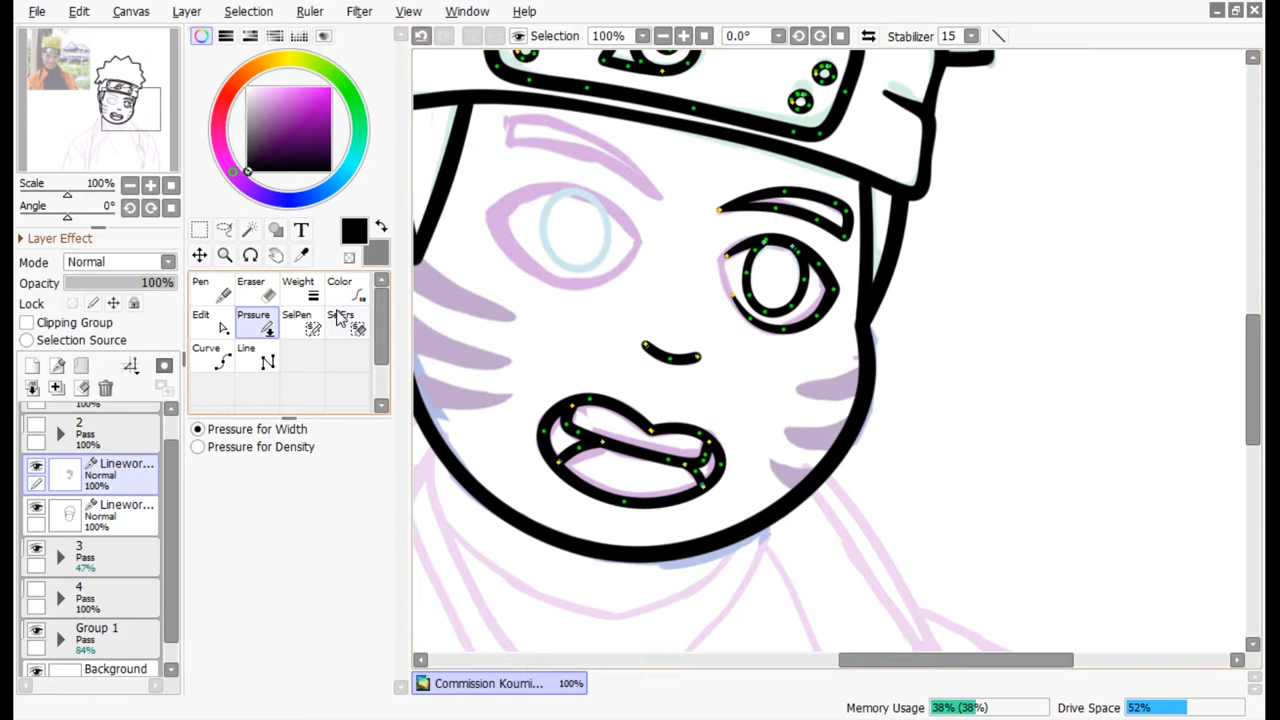 File Edit Canvas Layer Selection Ruler Filter View Window Help
Selection 100% 0.0° Stabilizer 15
Scale 100%
Angle 0°
Layer Effect
Mode Normal
Opacity 100%
Lock
Clipping Group
Selection Source
T
Pen Eraser Weight Color
Edit Prssure SelPen
Curve Line
Pressure for Width
Pressure for Density
100%
2
Pass
100%
Linewor...
Normal
100%
Linewor...
Normal
100%
3
Pass
47%
4
Pass
100%
Group 1
Pass
84%
Background
Commission Koumi... 100%
Memory Usage 38% (38%) Drive Space 52%